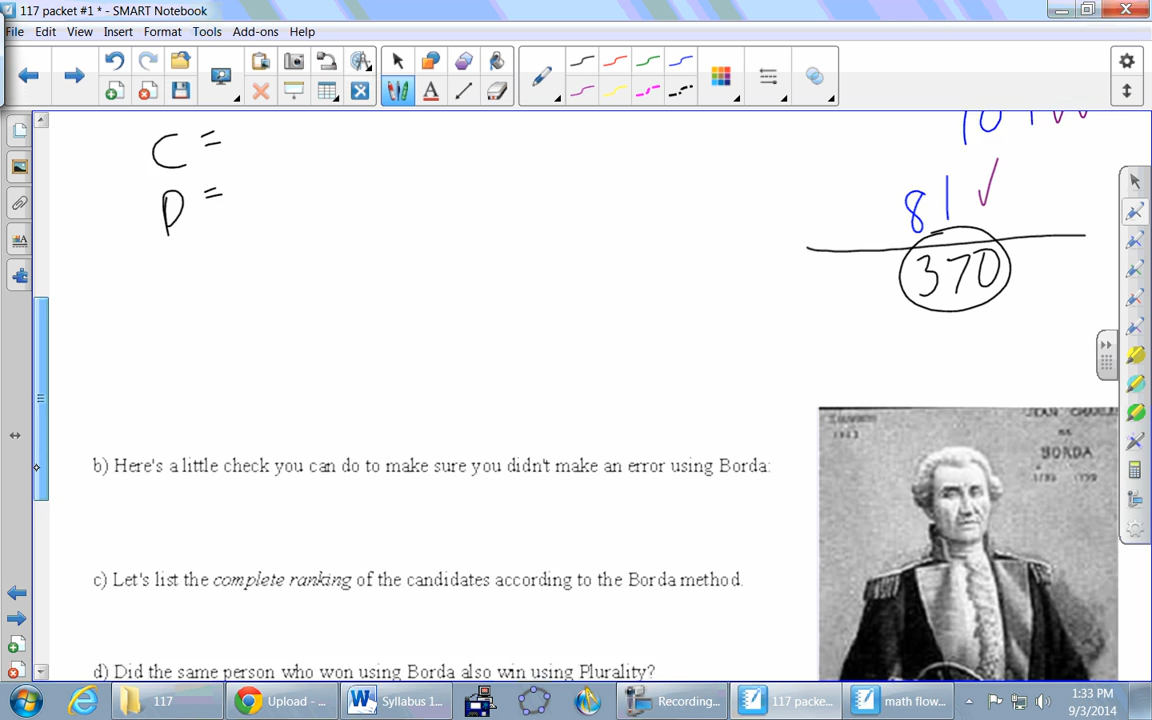 117 packet #1 * - SMART Notebook
File Edit View Insert Format Tools Add-ons Help
C =
81 ✓
370
b) Here's a little check you can do to make sure you didn't make an error using Borda:
JEAN CHARLES
BORDA
c) Let's list the complete ranking of the candidates according to the Borda method.
d) Did the same person who won using Borda also win using Plurality?
117
Upload - ...
Syllabus 1...
Recording...
117 packe...
math flow...
1:33 PM
9/3/2014